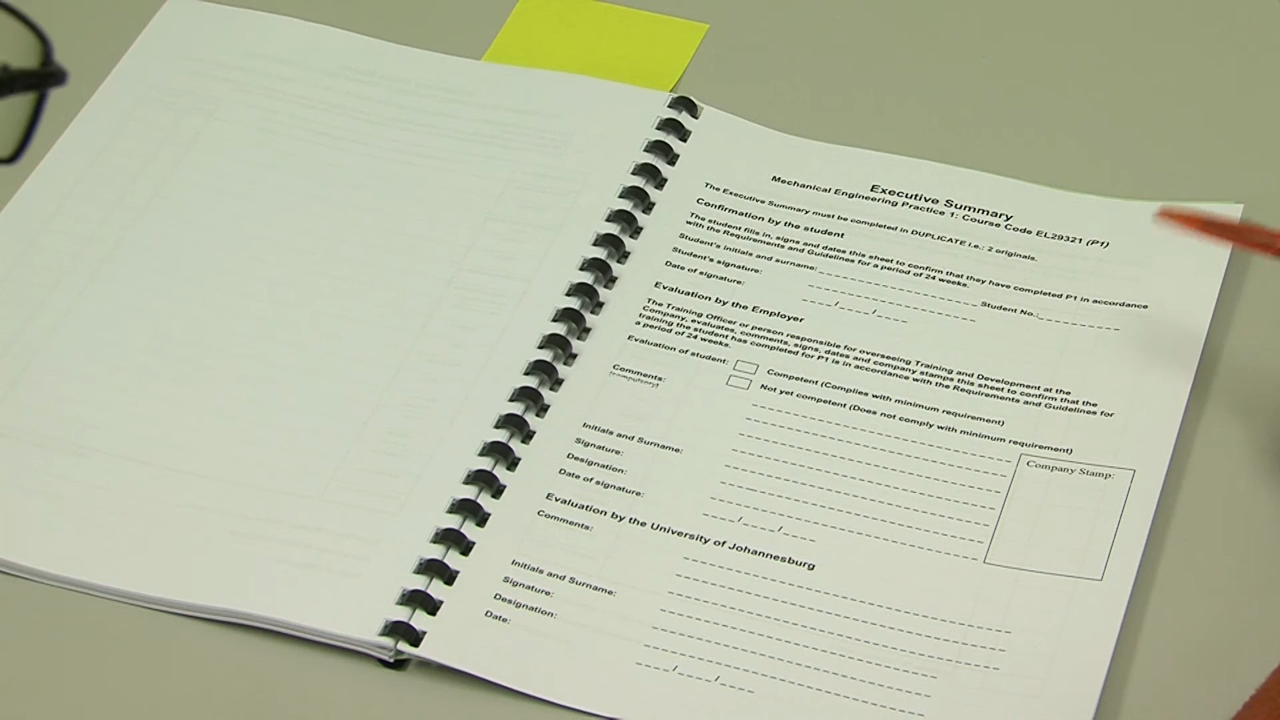 Executive Summary
Mechanical Engineering Practice 1: Course Code EL29321 (P1)
The Executive Summary must be completed in DUPLICATE i.e.: 2 originals.
Confirmation by the student
The student fills in, signs and dates this sheet to confirm that they have completed P1 in accordance
with the Requirements and Guidelines for a period of 24 weeks.
Student's initials and surname: Student No.:
Student's signature:
Date of signature: / /
Evaluation by the Employer
The Training Officer or person responsible for overseeing Training and Development at the
Company, evaluates, comments, signs, dates and company stamps this sheet to confirm that the
training the student has completed for P1 is in accordance with the Requirements and Guidelines for
a period of 24 weeks.
Evaluation of student: Competent (Complies with minimum requirement)
Not yet competent (Does not comply with minimum requirement)
Comments:
(compulsory)
Company Stamp:
Initials and Surname:
Signature:
Designation:
Date of signature: / /
Evaluation by the University of Johannesburg
Comments:
Initials and Surname:
Signature:
Designation:
Date: / /